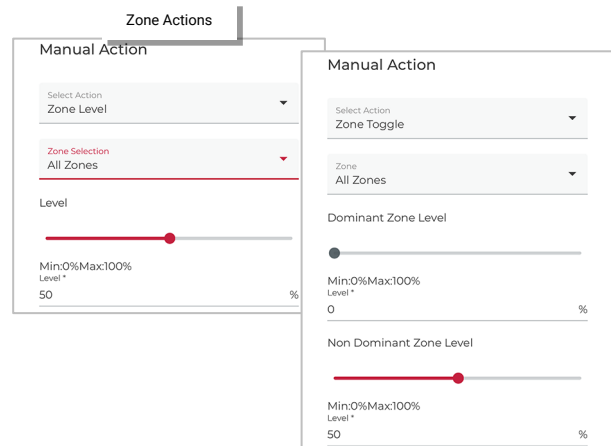 Zone Actions
Manual Action
Select Action
Zone Level
Zone Selection
All Zones
Level
Min:0%Max:100%
Level *
50 %
Manual Action
Select Action
Zone Toggle
Zone
All Zones
Dominant Zone Level
Min:0%Max:100%
Level *
0 %
Non Dominant Zone Level
Min:0%Max:100%
Level *
50 %